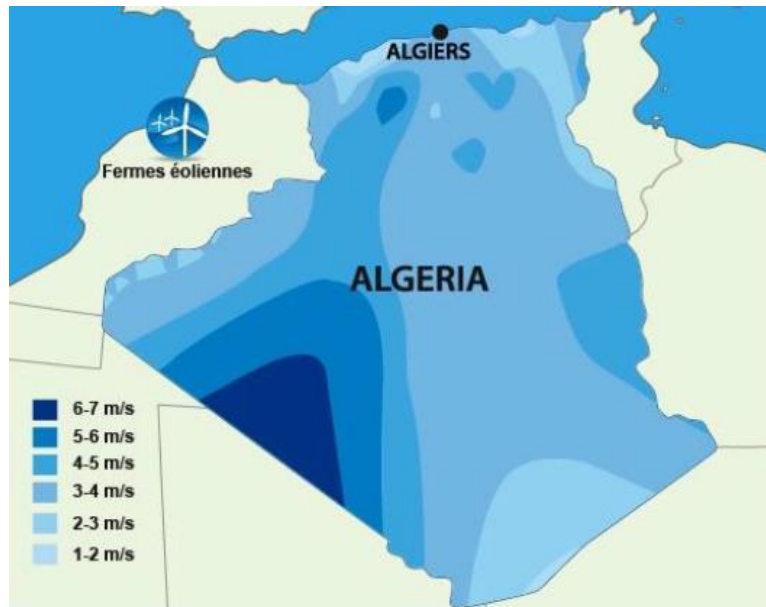 ALGIERS
Fermes éoliennes
ALGERIA
6-7 m/s
5-6 m/s
4-5 m/s
3-4 m/s
2-3 m/s
1-2 m/s